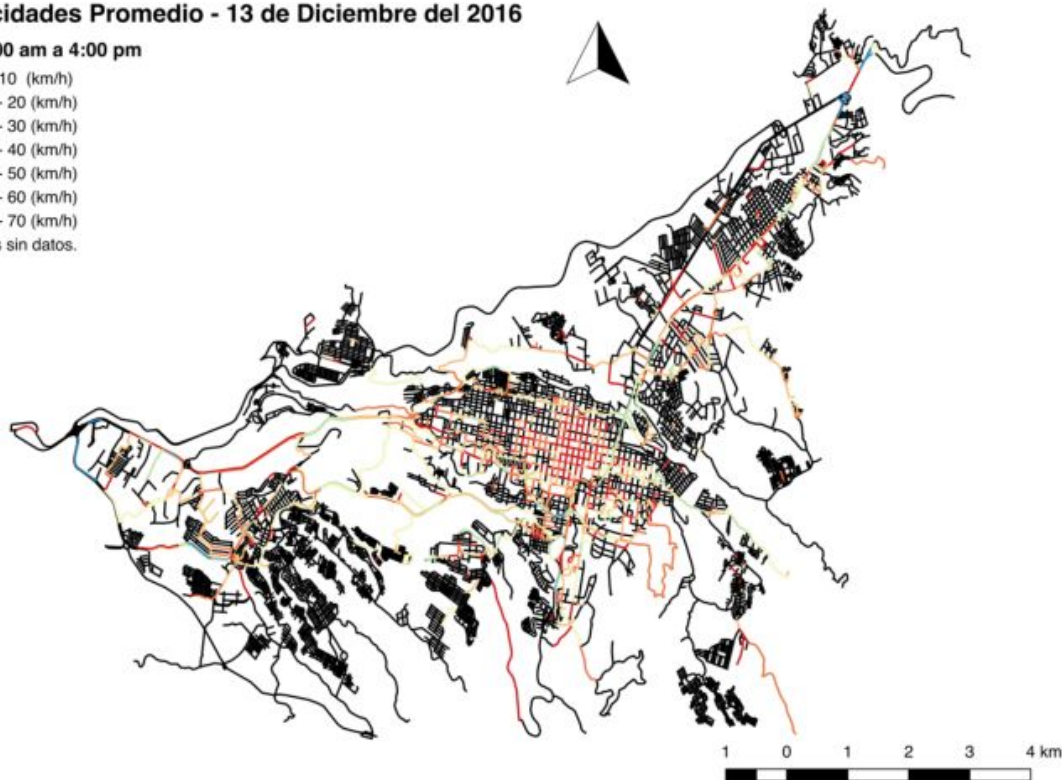 cidades Promedio - 13 de Diciembre del 2016
00 am a 4:00 pm
10 (km/h)
- 20 (km/h)
- 30 (km/h)
- 40 (km/h)
- 50 (km/h)
- 60 (km/h)
- 70 (km/h)
s sin datos.
1 0 1 2 3 4 km